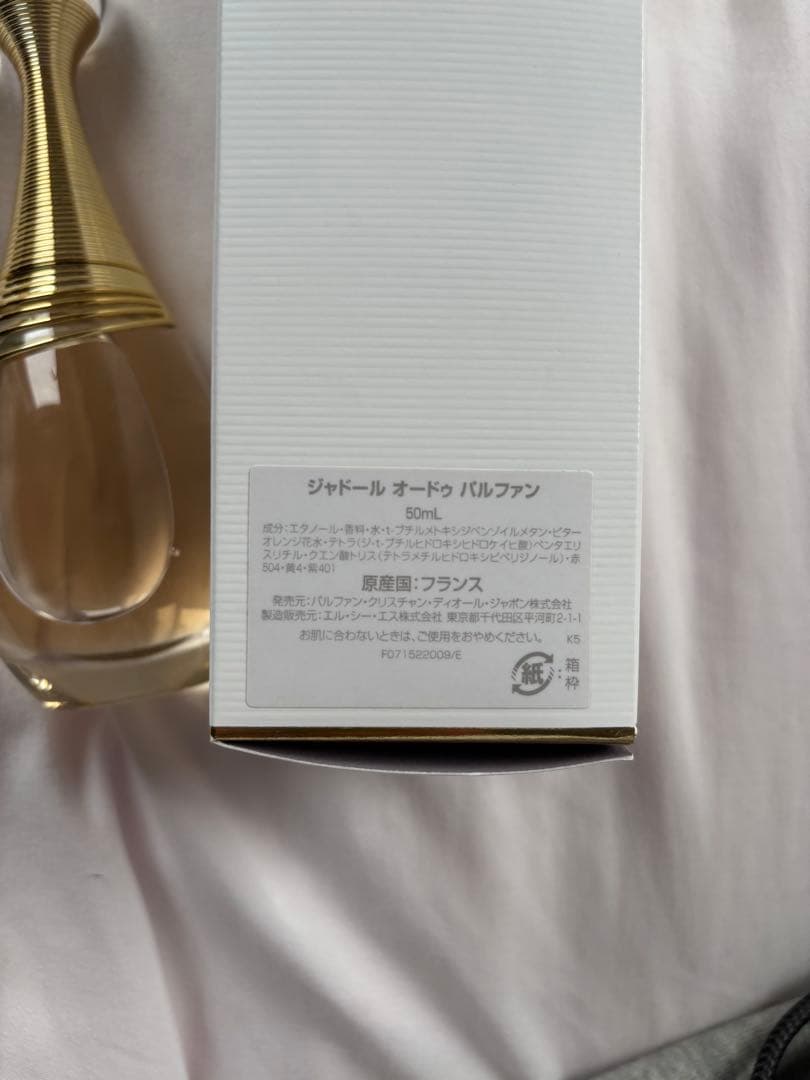 ジャドール オードゥ パルファン
50mL
成分:エタノール・香料・水・t-ブチルメトキシジベンゾイルメタン・ビター
オレンジ花水・テトラ(ジ-t-ブチルヒドロキシヒドロケイヒ酸)ペンタエリ
スリチル・クエン酸トリス(テトラメチルヒドロキシピペリジノール)・赤
504・黄4・紫401
原産国:フランス
発売元:パルファン・クリスチャン・ディオール・ジャポン株式会社
製造販売元:エル・シー・エス株式会社 東京都千代田区平河町2-1-1
お肌に合わないときは、ご使用をおやめください。 K5
F071522009/E
紙 : 箱
枠